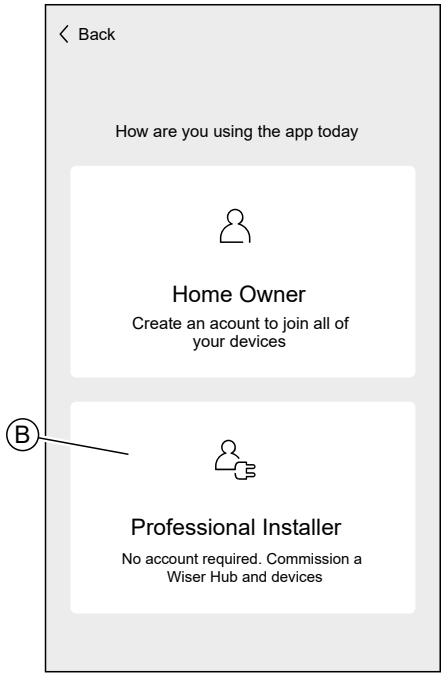 Back
How are you using the app today
Home Owner
Create an acount to join all of
your devices
B
Professional Installer
No account required. Commission a
Wiser Hub and devices